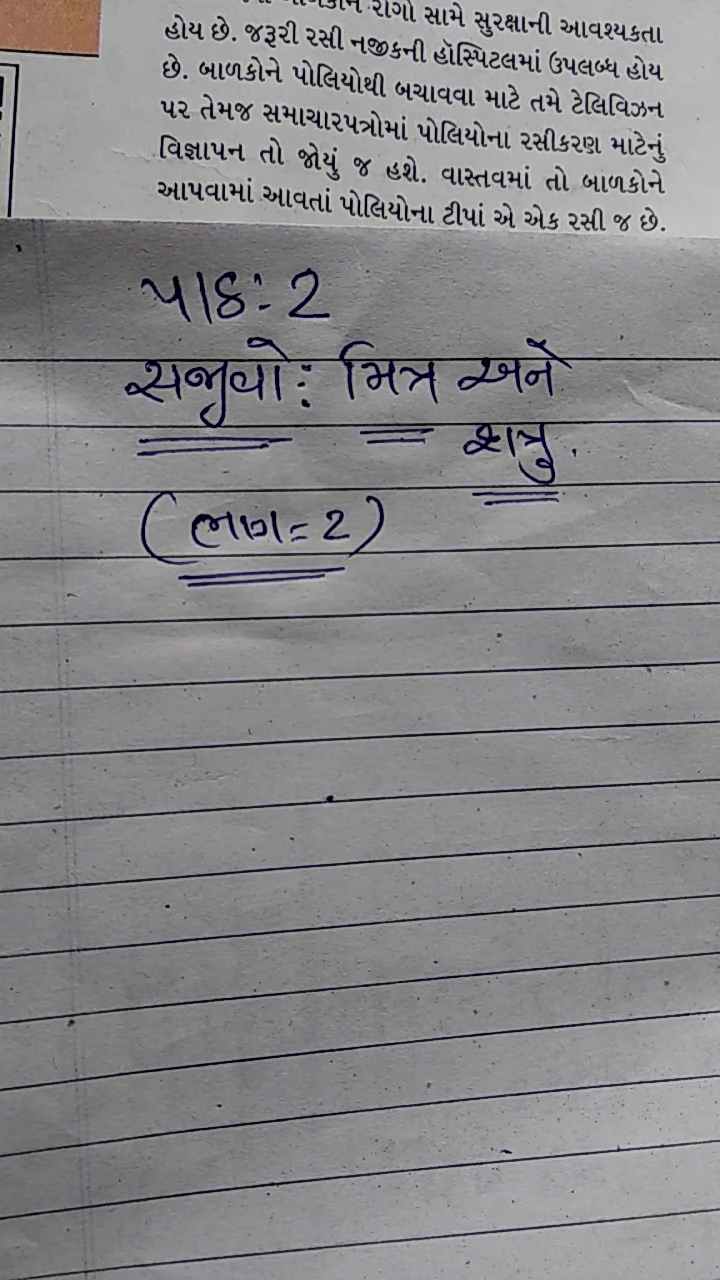 રોગો સામે સુરક્ષાની આવશ્યકતા
હોય છે. જરૂરી રસી નજીકની હૉસ્પિટલમાં ઉપલબ્ધ હોય
છે. બાળકોને પોલિયોથી બચાવવા માટે તમે ટેલિવિઝન
પર તેમજ સમાચારપત્રોમાં પોલિયોના રસીકરણ માટેનું
વિજ્ઞાપન તો જોયું જ હશે. વાસ્તવમાં તો બાળકોને
આપવામાં આવતાં પોલિયોના ટીપાં એ એક રસી જ છે.
પાઠ:- 2
સજીવો: મિત્ર અને
શત્રુ.
(ભાગ=2)